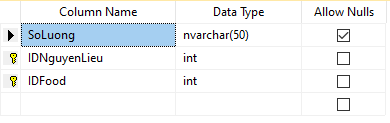 Column Name Data Type Allow Nulls
SoLuong nvarchar(50)
IDNguyenLieu int
IDFood int